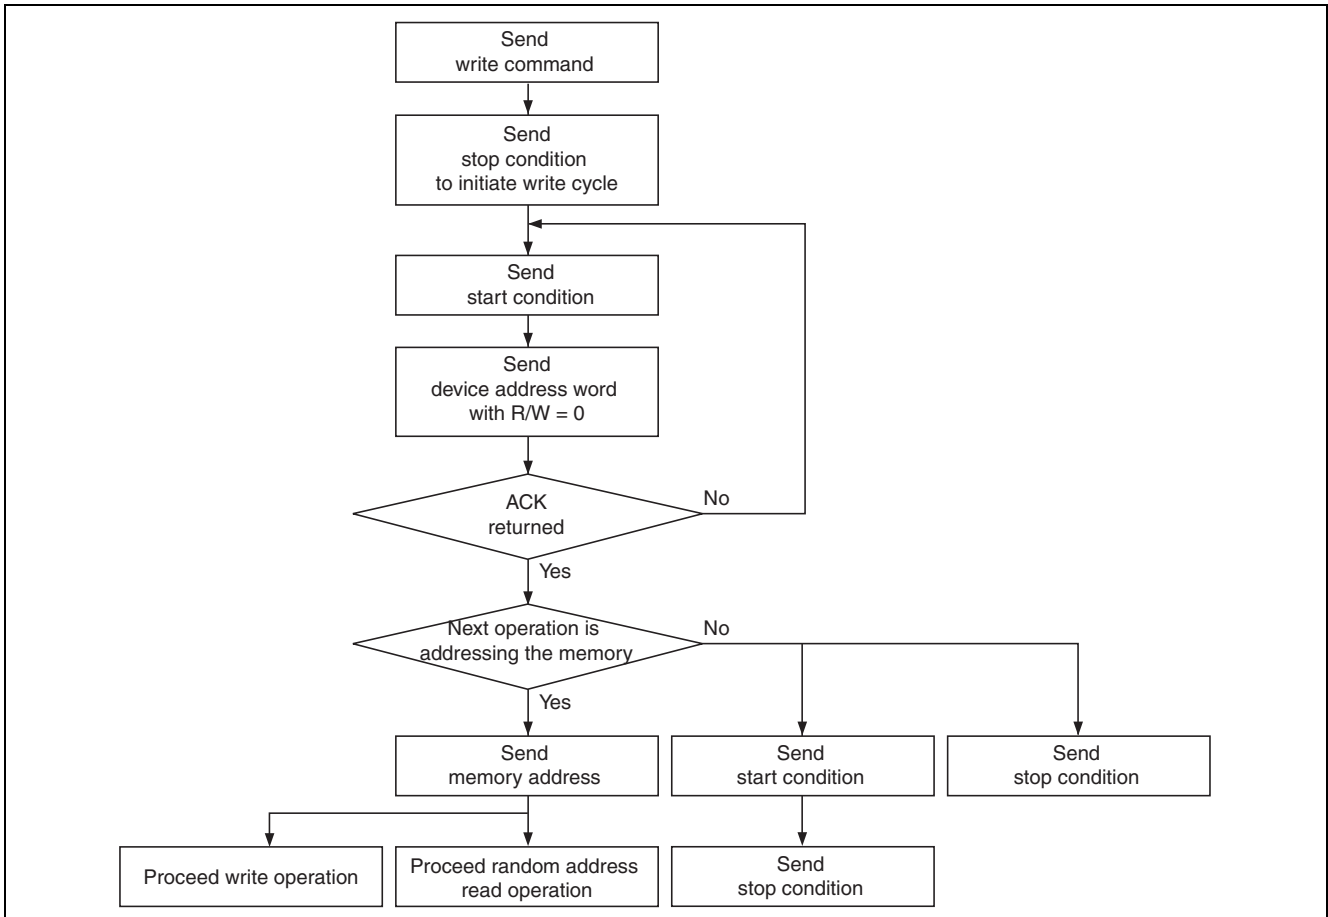 Send
write command
Send
stop condition
to initiate write cycle
Send
start condition
Send
device address word
with R/W = 0
ACK
returned
No
Yes
Next operation is
addressing the memory
No
Yes
Send
memory address
Send
start condition
Send
stop condition
Proceed write operation
Proceed random address
read operation
Send
stop condition